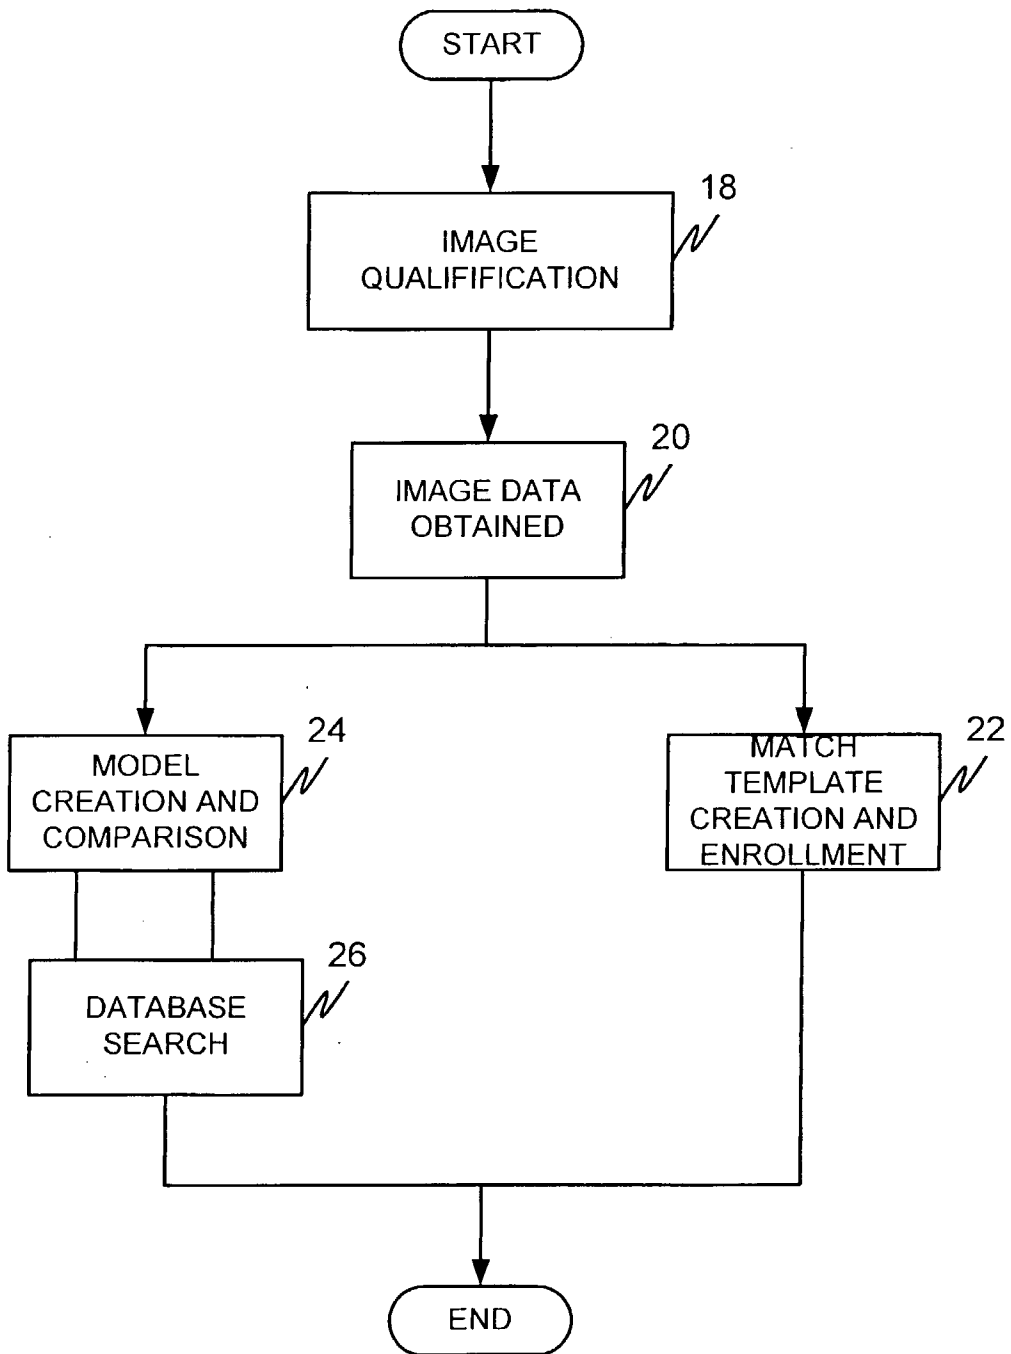 START
18
IMAGE
QUALIFIFICATION
20
IMAGE DATA
OBTAINED
24
MODEL
CREATION AND
COMPARISON
22
MATCH
TEMPLATE
CREATION AND
ENROLLMENT
26
DATABASE
SEARCH
END